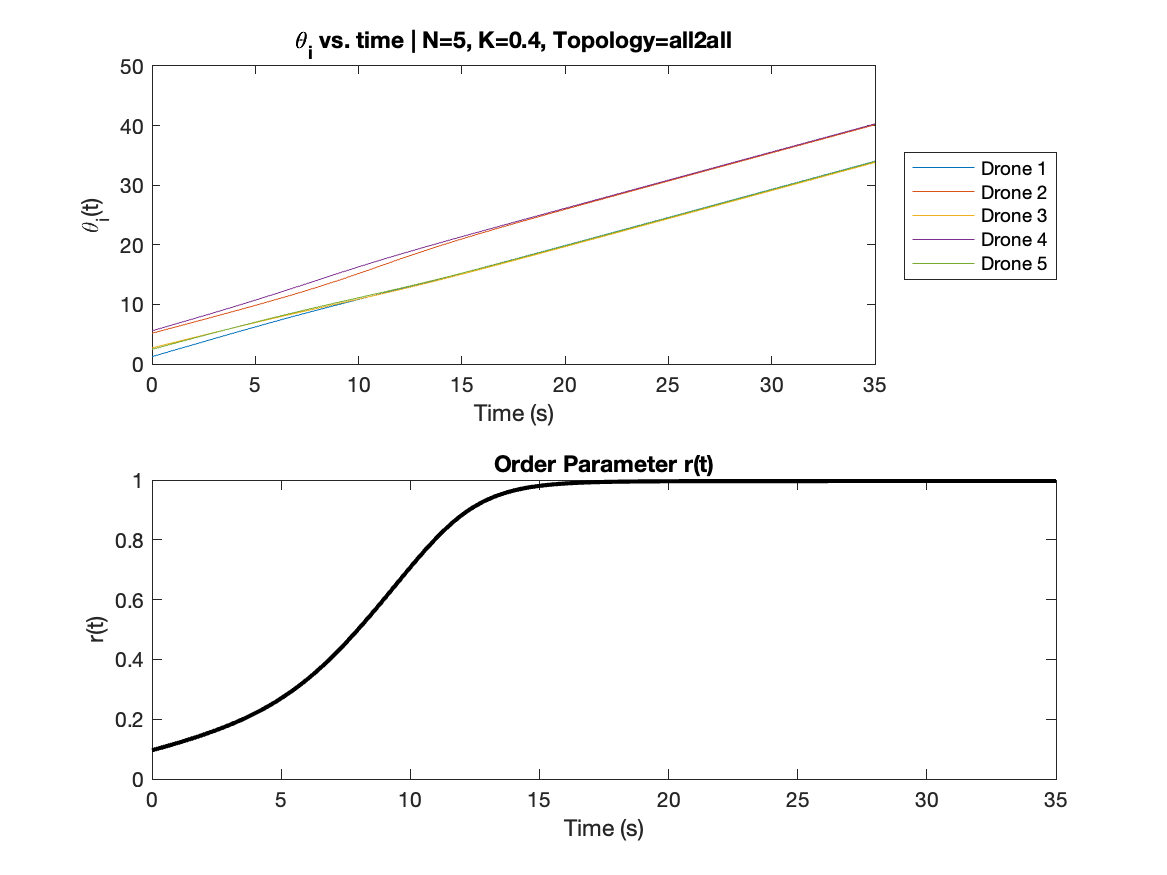 θi vs. time | N=5, K=0.4, Topology=all2all
50
40
30
20
10
0
θi(t)
0 5 10 15 20 25 30 35
Time (s)
Drone 1
Drone 2
Drone 3
Drone 4
Drone 5
Order Parameter r(t)
1
0.8
0.6
0.4
0.2
0
r(t)
0 5 10 15 20 25 30 35
Time (s)